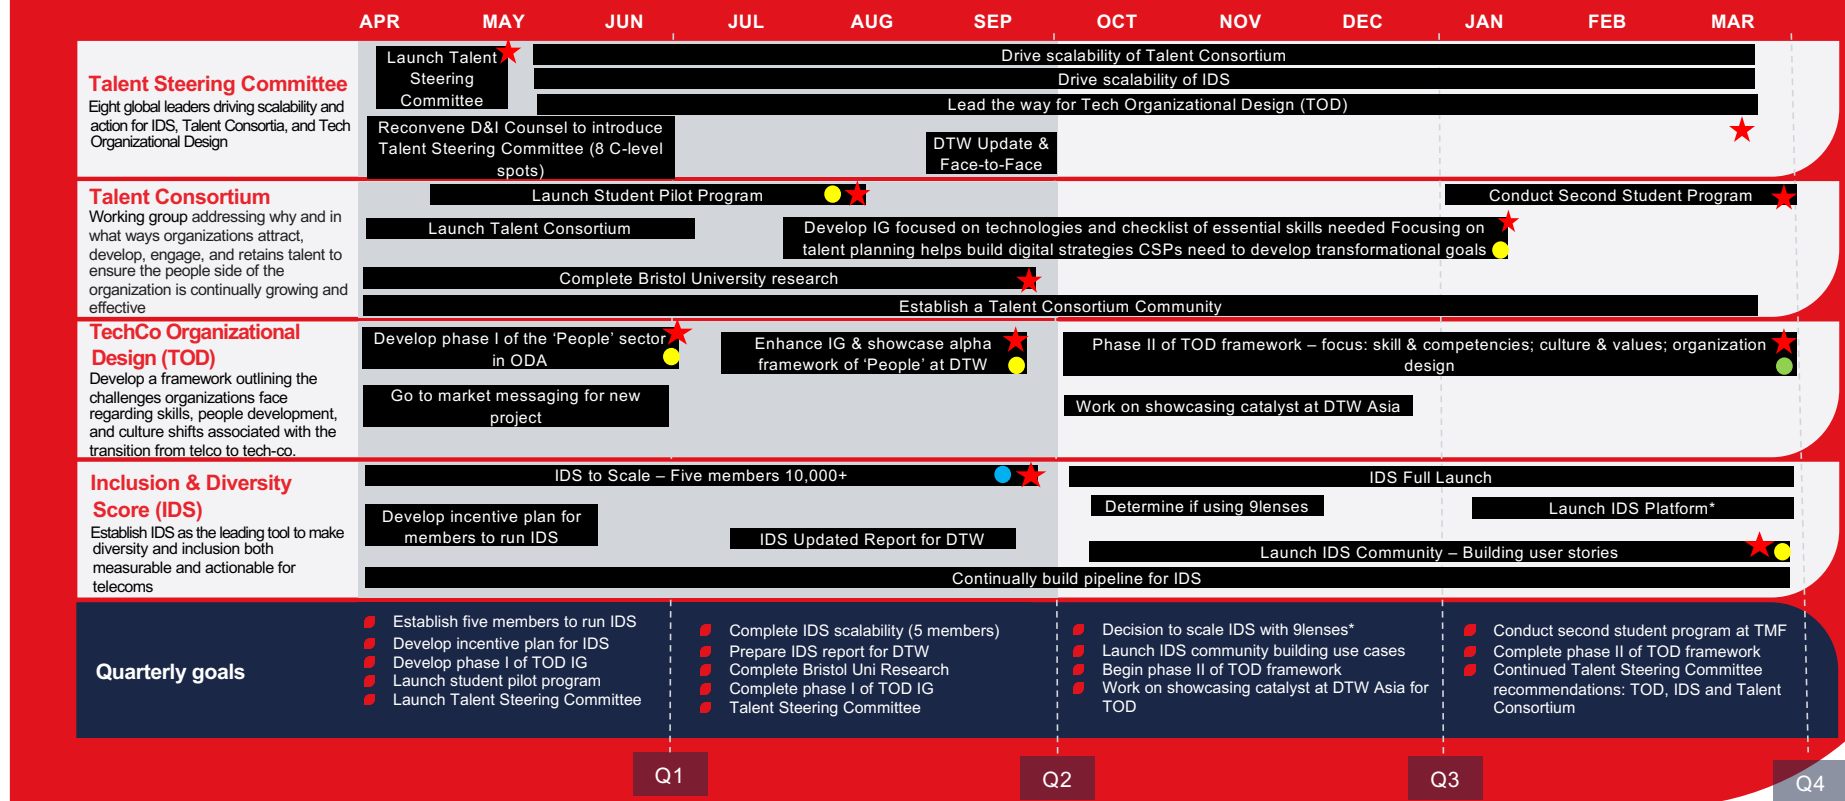 APR MAY JUN JUL AUG SEP OCT NOV DEC JAN FEB MAR
Talent Steering Committee
Eight global leaders driving scalability and
action for IDS, Talent Consortia, and Tech
Organizational Design
Launch Talent
Steering
Committee
Drive scalability of Talent Consortium
Drive scalability of IDS
Lead the way for Tech Organizational Design (TOD)
Reconvene D&I Counsel to introduce
Talent Steering Committee (8 C-level
spots)
DTW Update &
Face-to-Face
Talent Consortium
Working group addressing why and in
what ways organizations attract,
develop, engage, and retains talent to
ensure the people side of the
organization is continually growing and
effective
Launch Student Pilot Program
Conduct Second Student Program
Launch Talent Consortium
Develop IG focused on technologies and checklist of essential skills needed Focusing on
talent planning helps build digital strategies CSPs need to develop transformational goals
Complete Bristol University research
Establish a Talent Consortium Community
TechCo Organizational
Design (TOD)
Develop a framework outlining the
challenges organizations face
regarding skills, people development,
and culture shifts associated with the
transition from telco to tech-co.
Develop phase I of the ‘People’ sector
in ODA
Enhance IG & showcase alpha
framework of ‘People’ at DTW
Phase II of TOD framework – focus: skill & competencies; culture & values; organization
design
Go to market messaging for new
project
Work on showcasing catalyst at DTW Asia
Inclusion & Diversity
Score (IDS)
Establish IDS as the leading tool to make
diversity and inclusion both
measurable and actionable for
telecoms
IDS to Scale – Five members 10,000+
IDS Full Launch
Develop incentive plan for
members to run IDS
Determine if using 9lenses
Launch IDS Platform*
IDS Updated Report for DTW
Launch IDS Community – Building user stories
Continually build pipeline for IDS
Quarterly goals
Establish five members to run IDS
Develop incentive plan for IDS
Develop phase I of TOD IG
Launch student pilot program
Launch Talent Steering Committee
Complete IDS scalability (5 members)
Prepare IDS report for DTW
Complete Bristol Uni Research
Complete phase I of TOD IG
Talent Steering Committee
Decision to scale IDS with 9lenses*
Launch IDS community building use cases
Begin phase II of TOD framework
Work on showcasing catalyst at DTW Asia for
TOD
Conduct second student program at TMF
Complete phase II of TOD framework
Continued Talent Steering Committee
recommendations: TOD, IDS and Talent
Consortium
Q1 Q2 Q3 Q4